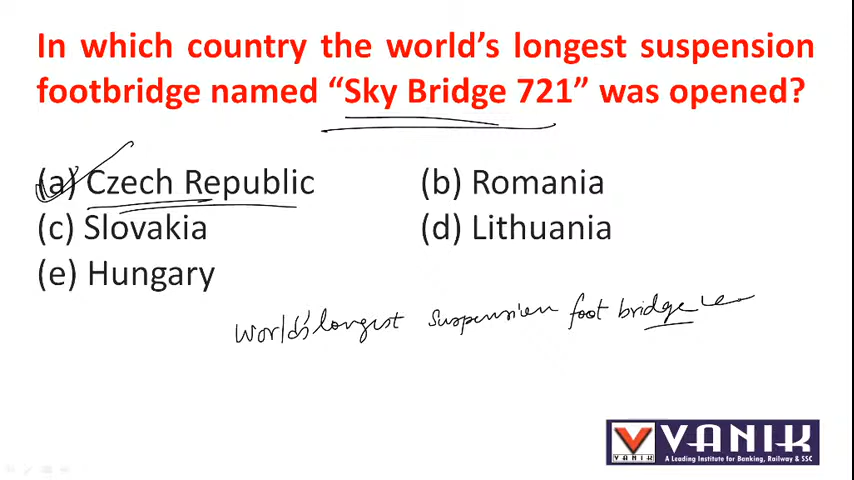 In which country the world's longest suspension
footbridge named “Sky Bridge 721” was opened?
(a) Czech Republic (b) Romania
(c) Slovakia (d) Lithuania
(e) Hungary
World's longest suspension foot bridge
VANIK
VANIK
A Leading Institute for Banking, Railway & SSC